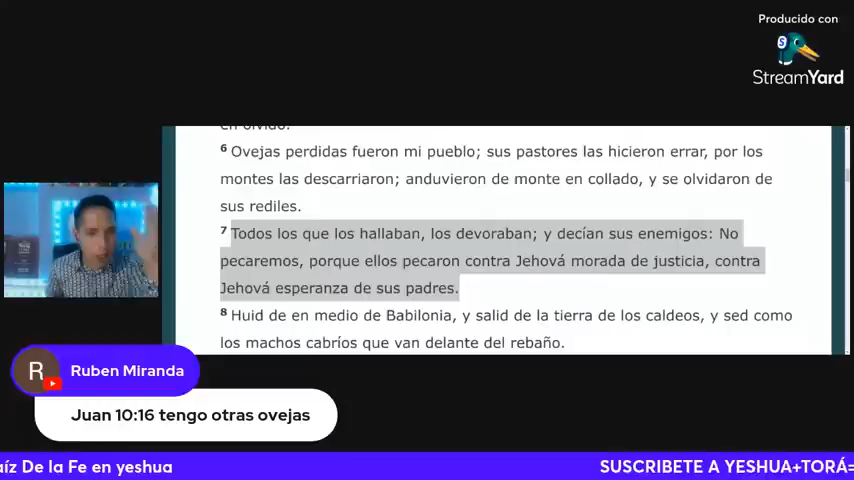 Producido con
StreamYard
en olvido.
6 Ovejas perdidas fueron mi pueblo; sus pastores las hicieron errar, por los
montes las descarriaron; anduvieron de monte en collado, y se olvidaron de
sus rediles.
7 Todos los que los hallaban, los devoraban; y decían sus enemigos: No
pecaremos, porque ellos pecaron contra Jehová morada de justicia, contra
Jehová esperanza de sus padres.
8 Huid de en medio de Babilonia, y salid de la tierra de los caldeos, y sed como
los machos cabríos que van delante del rebaño.
R Ruben Miranda
Juan 10:16 tengo otras ovejas
aíz De la Fe en yeshua SUSCRIBETE A YESHUA+TORÁ=